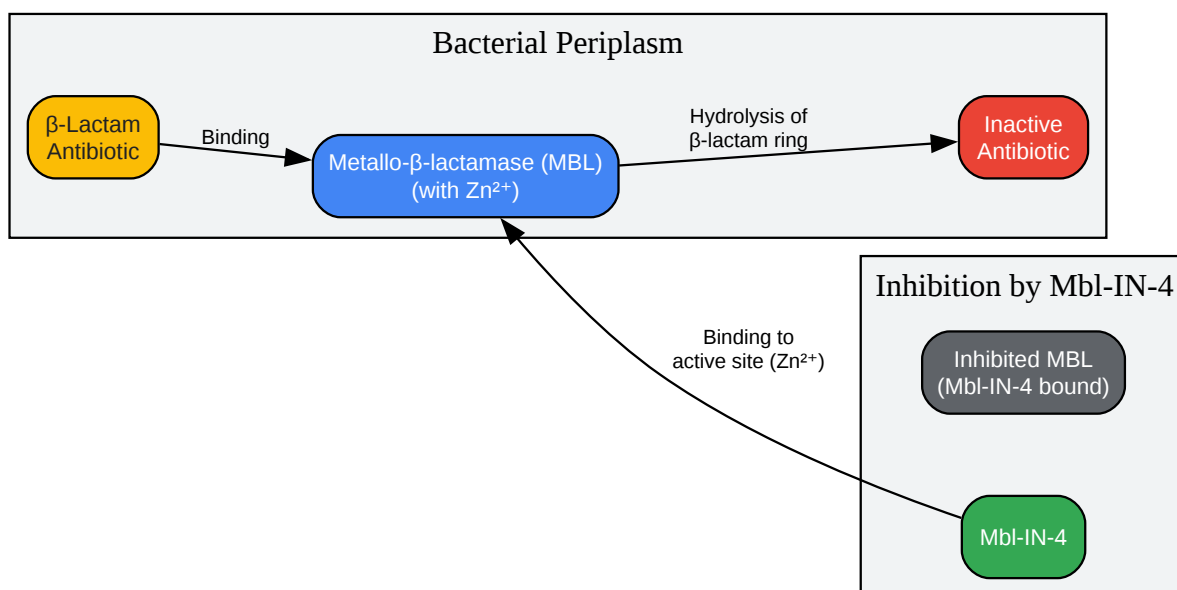 Bacterial Periplasm
β-Lactam
Antibiotic
Binding
Metallo-β-lactamase (MBL)
(with Zn²⁺)
Hydrolysis of
β-lactam ring
Inactive
Antibiotic
Inhibition by Mbl-IN-4
Inhibited MBL
(Mbl-IN-4 bound)
Binding to
active site (Zn²⁺)
Mbl-IN-4